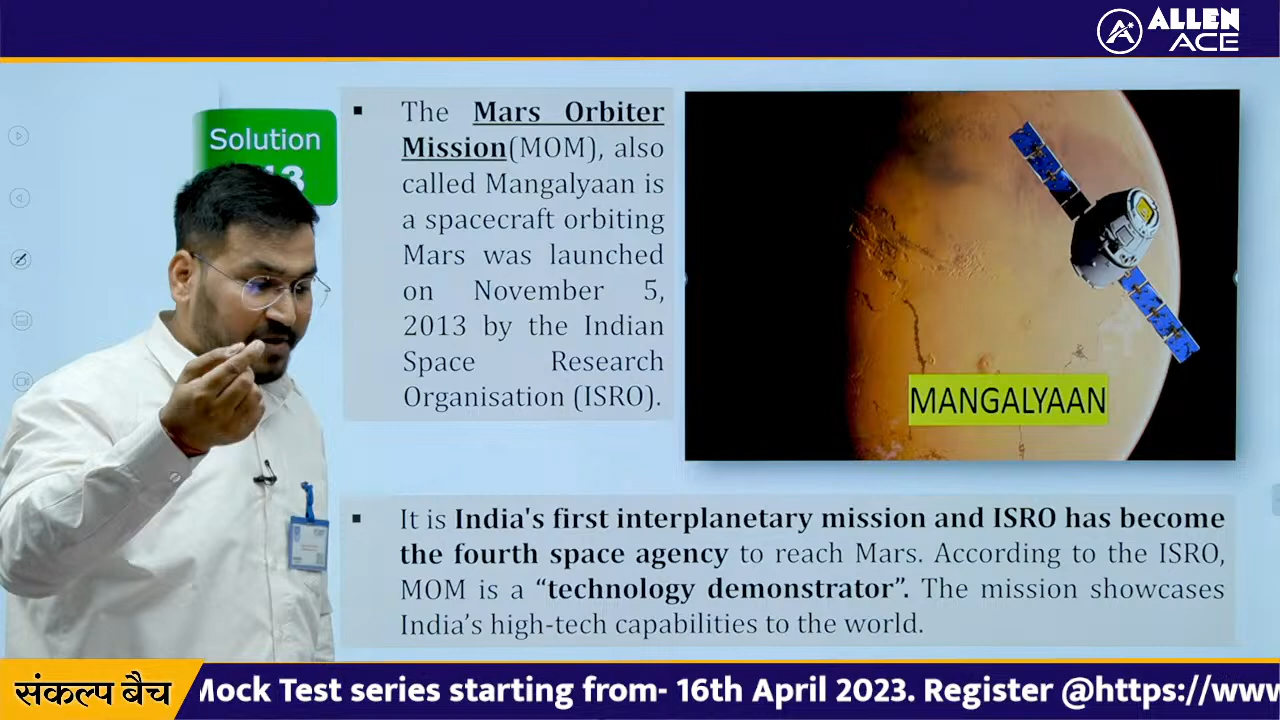 ALLEN
ACE
Solution
13
▪ The Mars Orbiter
Mission(MOM), also
called Mangalyaan is
a spacecraft orbiting
Mars was launched
on November 5,
2013 by the Indian
Space Research
Organisation (ISRO).
MANGALYAAN
▪ It is India's first interplanetary mission and ISRO has become
the fourth space agency to reach Mars. According to the ISRO,
MOM is a “technology demonstrator”. The mission showcases
India’s high-tech capabilities to the world.
संकल्प बैच
Mock Test series starting from- 16th April 2023. Register @https://www